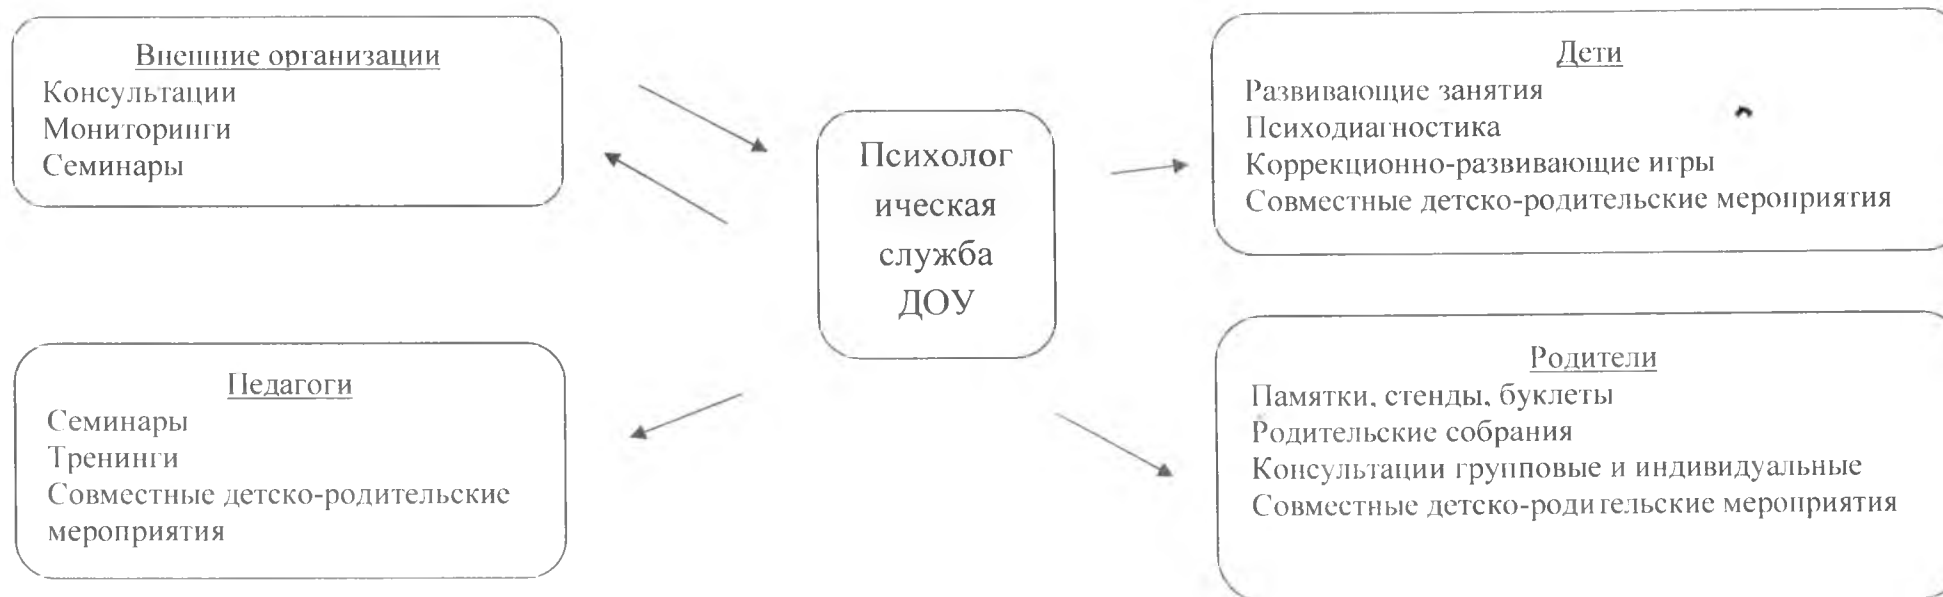 Внешние организации
Консультации
Мониторинги
Семинары
Педагоги
Семинары
Тренинги
Совместные детско-родительские
мероприятия
Психолог
ическая
служба
ДОУ
Дети
Развивающие занятия
Психодиагностика
Коррекционно-развивающие игры
Совместные детско-родительские мероприятия
Родители
Памятки, стенды, буклеты
Родительские собрания
Консультации групповые и индивидуальные
Совместные детско-родительские мероприятия